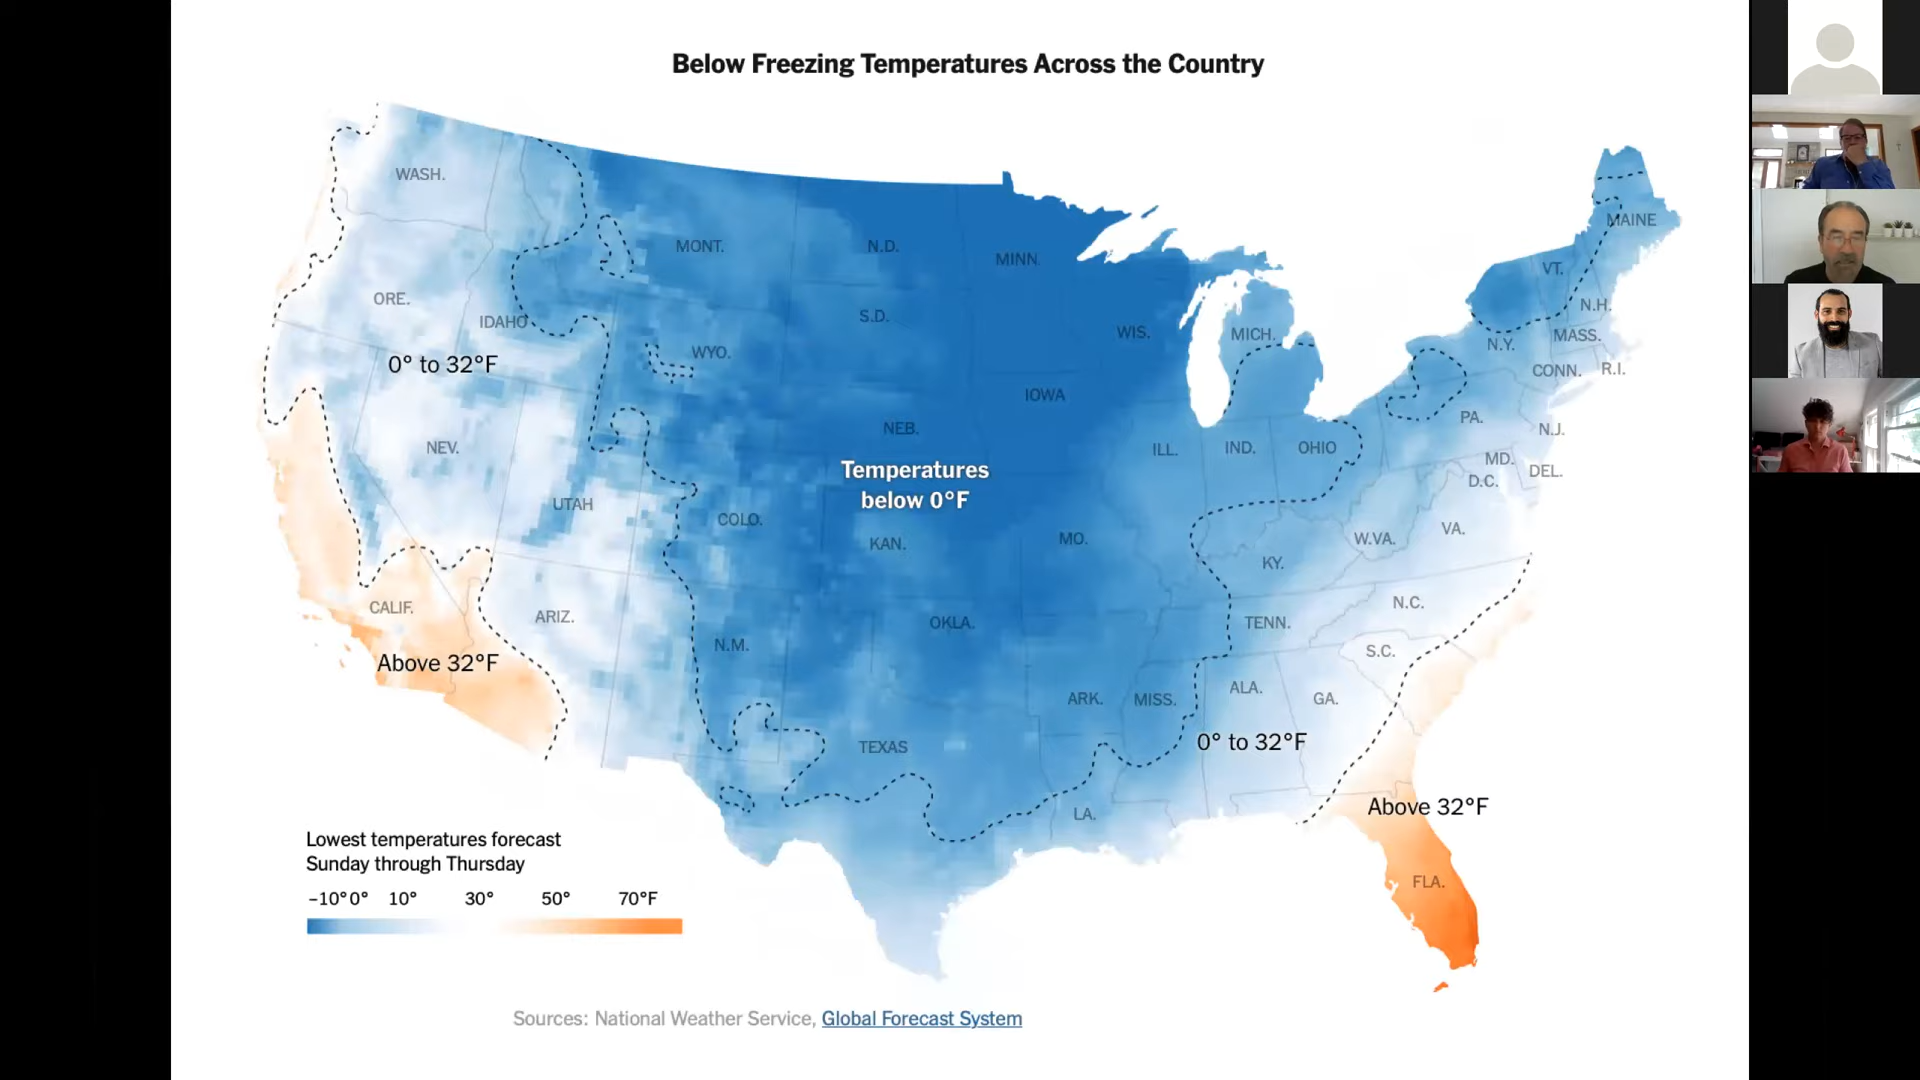 Below Freezing Temperatures Across the Country
WASH.
MAINE
MONT.
N.D.
MINN.
VT.
ORE.
N.H.
IDAHO
S.D.
WIS.
MICH.
MASS.
N.Y.
WYO.
0° to 32°F
CONN.
R.I.
IOWA
PA.
NEB.
N.J.
NEV.
ILL.
IND.
OHIO
MD.
DEL.
Temperatures
below 0°F
D.C.
UTAH
COLO.
VA.
KAN.
MO.
W.VA.
KY.
CALIF.
ARIZ.
N.C.
OKLA.
TENN.
N.M.
S.C.
Above 32°F
ARK.
MISS.
ALA.
GA.
TEXAS
0° to 32°F
LA.
Above 32°F
FLA.
Lowest temperatures forecast
Sunday through Thursday
−10° 0° 10° 30° 50° 70°F
Sources: National Weather Service, Global Forecast System